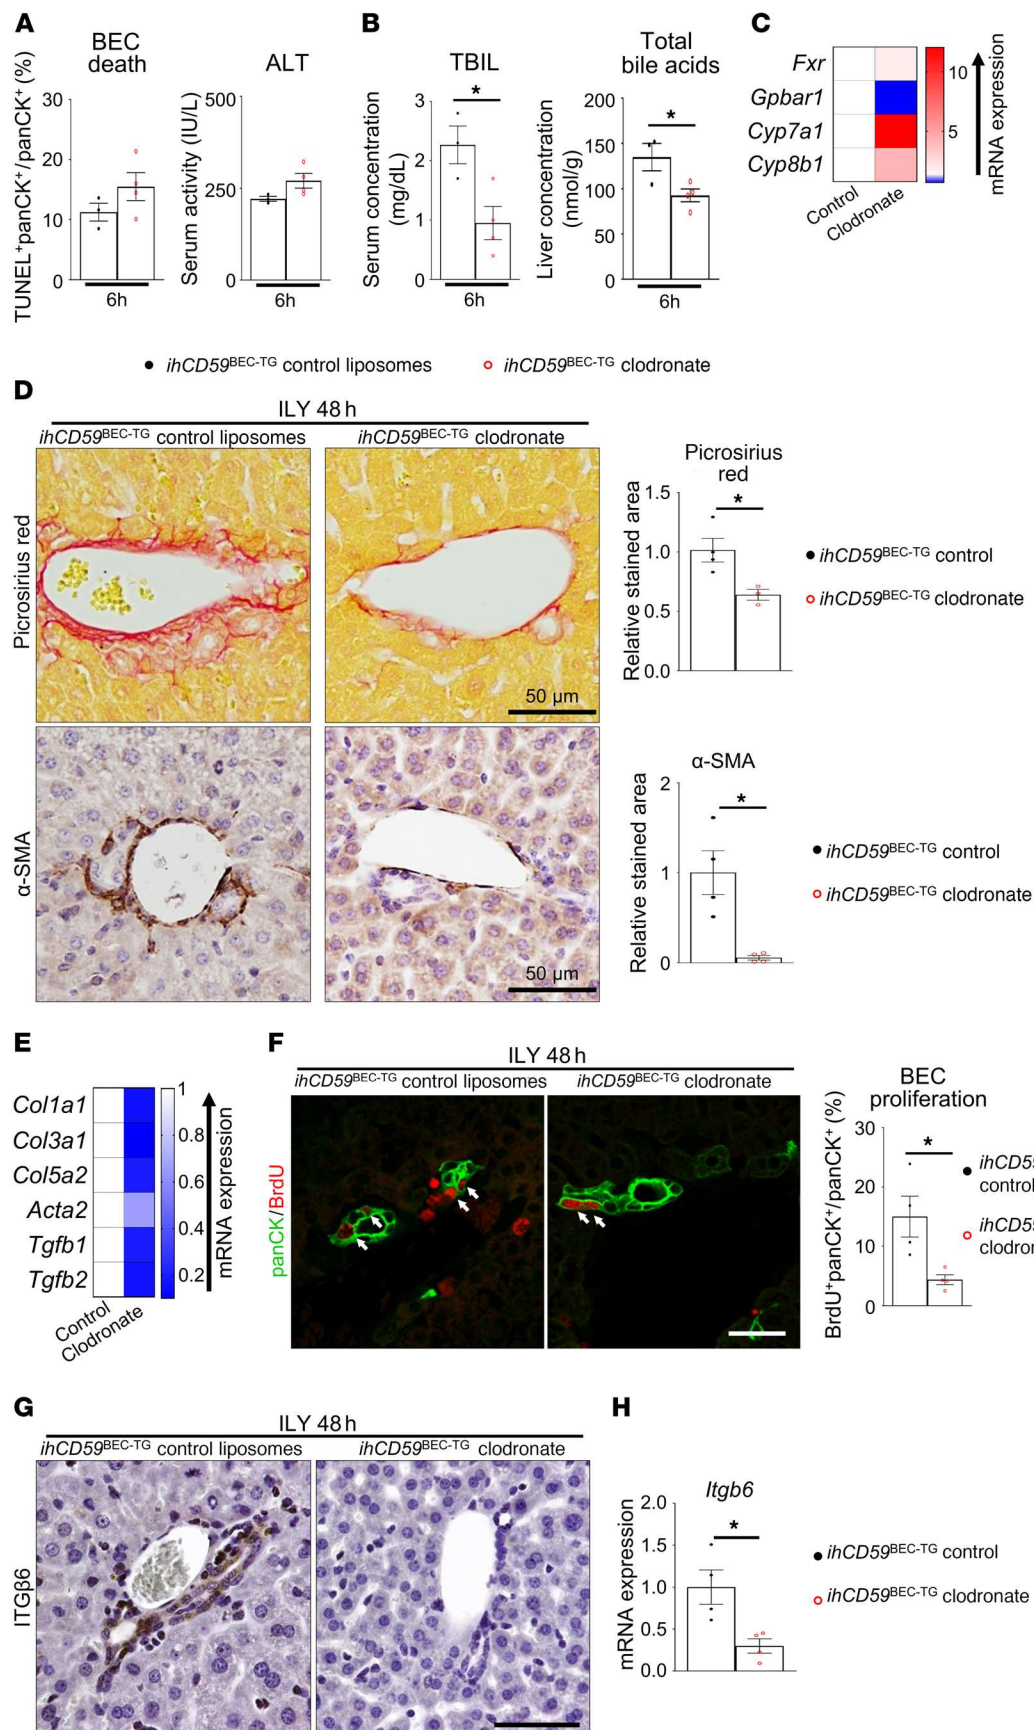 A
BEC death
TUNEL⁺panCK⁺/panCK⁺ (%)
30
20
10
0
6h
ALT
Serum activity (IU/L)
500
250
0
6h
B
TBIL
Serum concentration (mg/dL)
3
2
1
0
*
6h
Total bile acids
Liver concentration (nmol/g)
200
150
100
50
0
*
6h
C
Fxr
Gpbar1
Cyp7a1
Cyp8b1
Control
Clodronate
10
5
mRNA expression
ihCD59BEC-TG control liposomes
ihCD59BEC-TG clodronate
D
ILY 48 h
ihCD59BEC-TG control liposomes
ihCD59BEC-TG clodronate
Picrosirius red
50 µm
Picrosirius red
Relative stained area
1.5
1.0
0.5
0.0
*
ihCD59BEC-TG control
ihCD59BEC-TG clodronate
α-SMA
50 µm
α-SMA
Relative stained area
2
1
0
*
ihCD59BEC-TG control
ihCD59BEC-TG clodronate
E
Col1a1
Col3a1
Col5a2
Acta2
Tgfb1
Tgfb2
Control
Clodronate
1
0.8
0.6
0.4
0.2
mRNA expression
F
ILY 48 h
ihCD59BEC-TG control liposomes
ihCD59BEC-TG clodronate
panCK/BrdU
BEC proliferation
BrdU⁺panCK⁺/panCK⁺ (%)
30
20
10
0
*
ihCD5
control
ihCD5
clodron
G
ILY 48 h
ihCD59BEC-TG control liposomes
ihCD59BEC-TG clodronate
ITGβ6
H
Itgb6
mRNA expression
2.0
1.5
1.0
0.5
0.0
*
ihCD59BEC-TG control
ihCD59BEC-TG clodronate